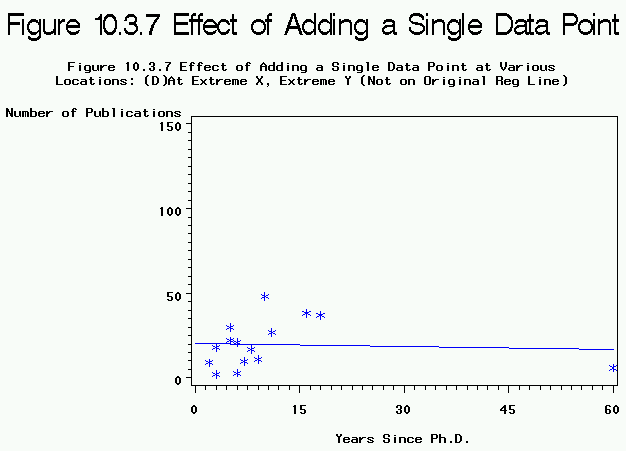 Figure 10.3.7 Effect of Adding a Single Data Point
Figure 10.3.7 Effect of Adding a Single Data Point at Various
Locations: (D)At Extreme X, Extreme Y (Not on Original Reg Line)
Number of Publications
150
100
50
0
0 15 30 45 60
Years Since Ph.D.